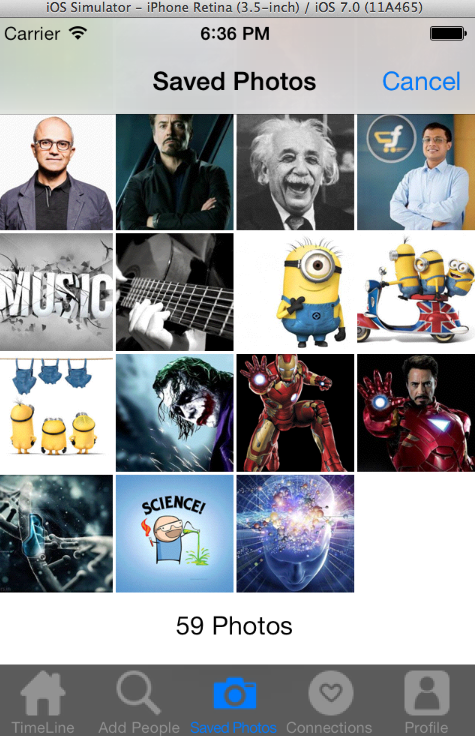 iOS Simulator – iPhone Retina (3.5-inch) / iOS 7.0 (11A465)
Carrier 6:36 PM
Saved Photos Cancel
f
MUSIC
SCIENCE!
59 Photos
TimeLine Add People Saved Photos Connections Profile